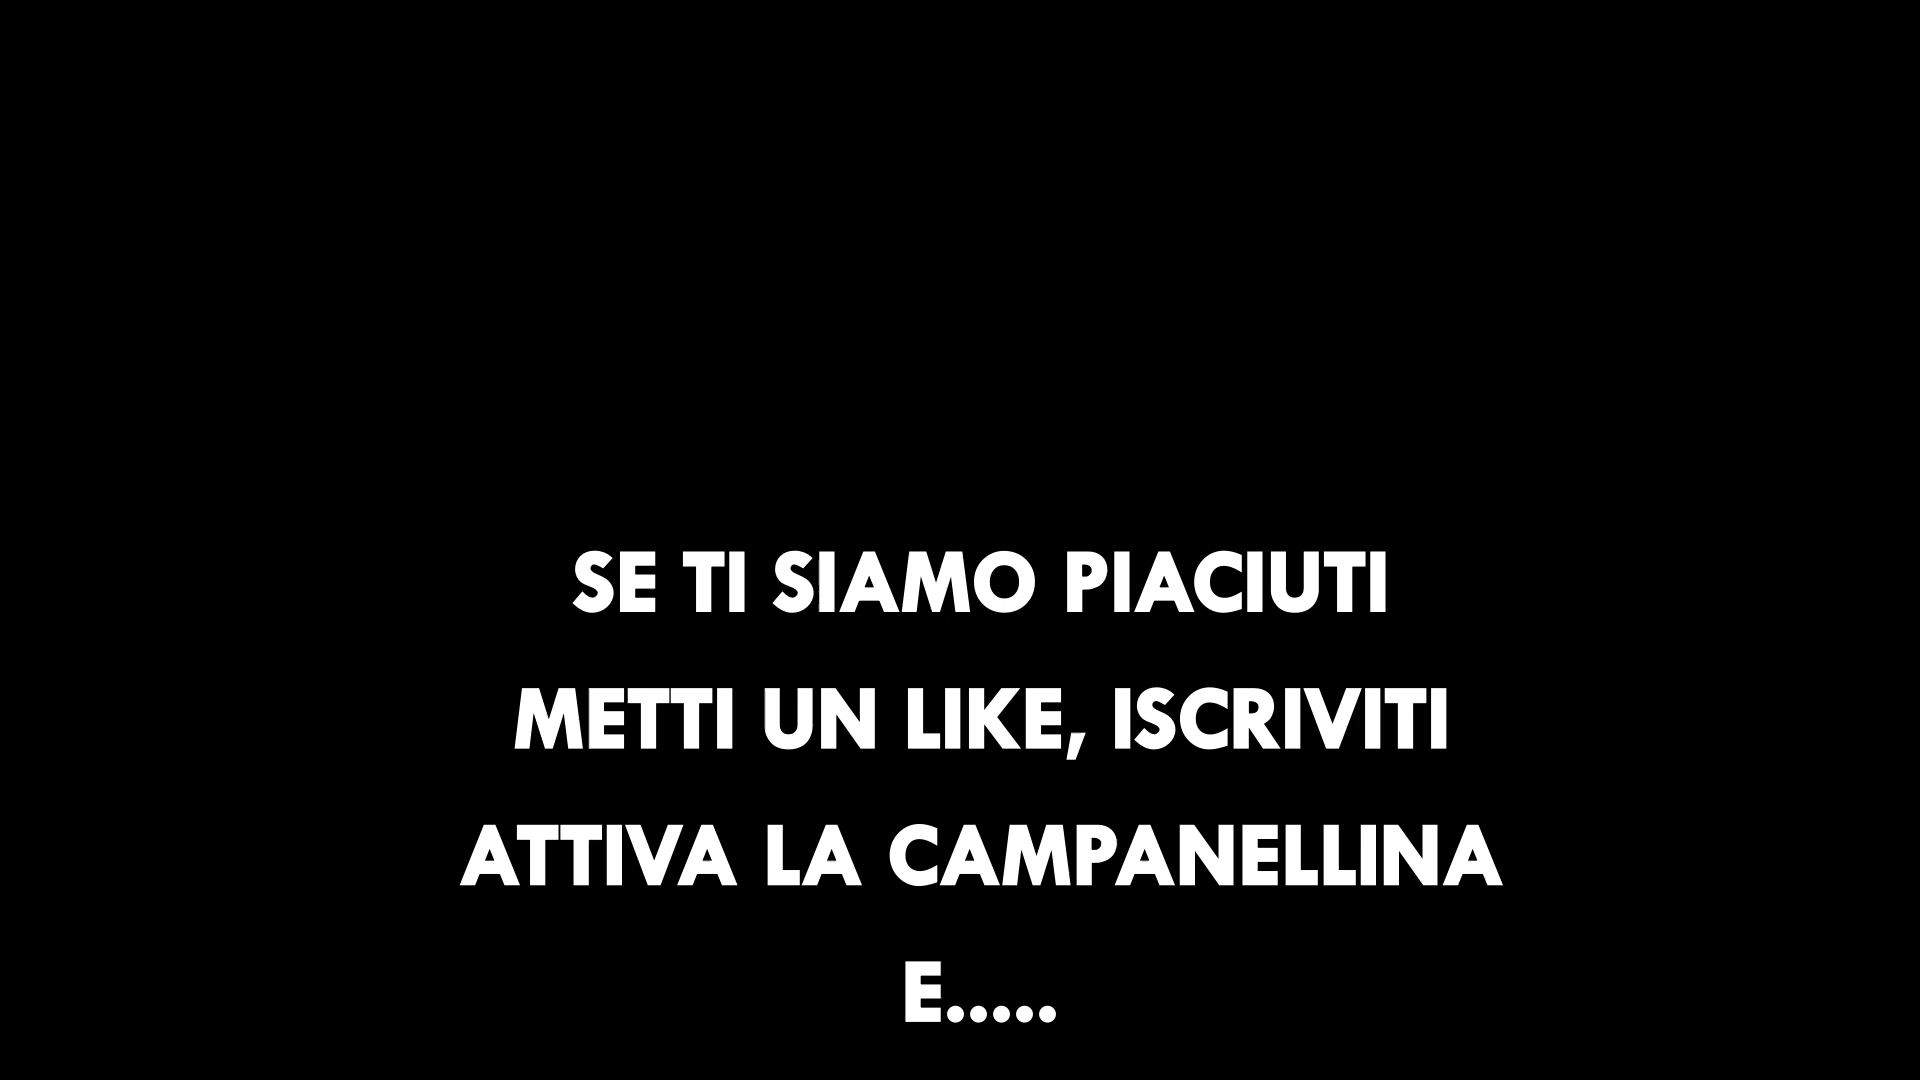 SE TI SIAMO PIACIUTI
METTI UN LIKE, ISCRIVITI
ATTIVA LA CAMPANELLINA
E.....